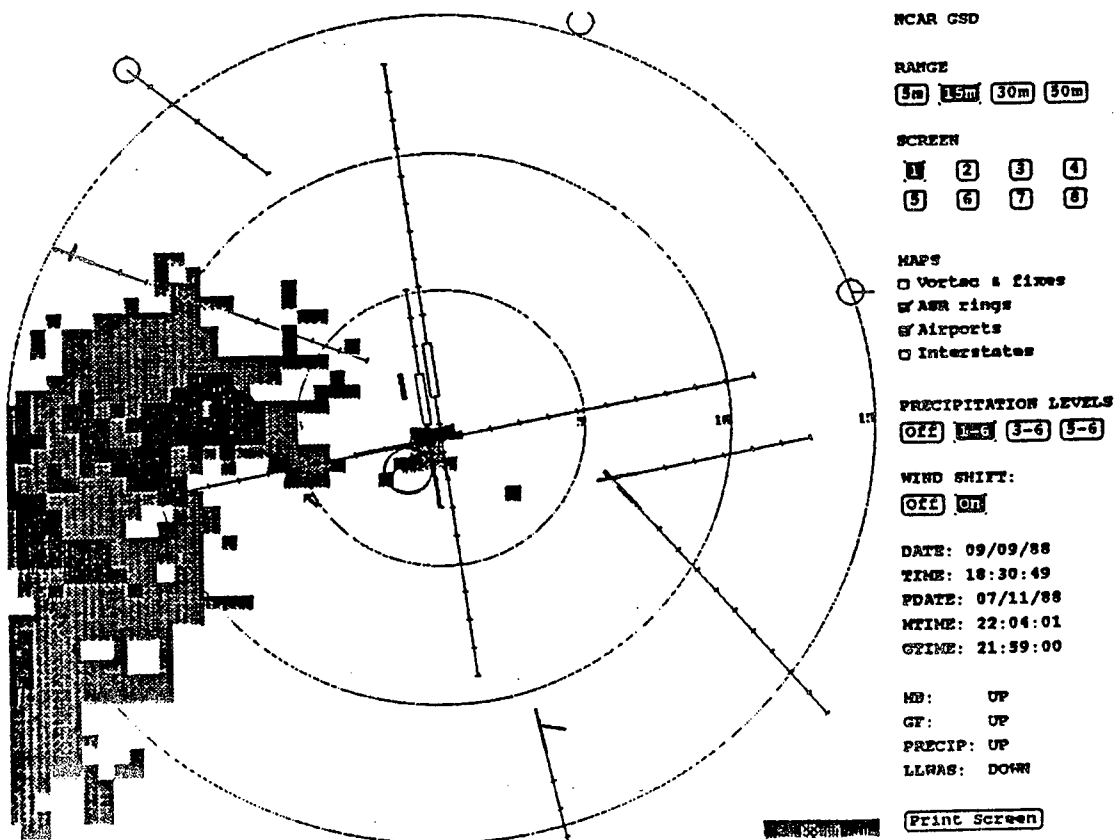 NCAR GSD
RANGE
5m 15m 30m 50m
SCREEN
1 2 3 4
5 6 7 8
MAPS
Vortac & fixes
ASR rings
Airports
Interstates
PRECIPITATION LEVELS
Off 1-6 3-6 5-6
WIND SHIFT:
Off On
DATE: 09/09/88
TIME: 18:30:49
PDATE: 07/11/88
MTIME: 22:04:01
GTIME: 21:59:00
MB: UP
GF: UP
PRECIP: UP
LLWAS: DOWN
Print Screen